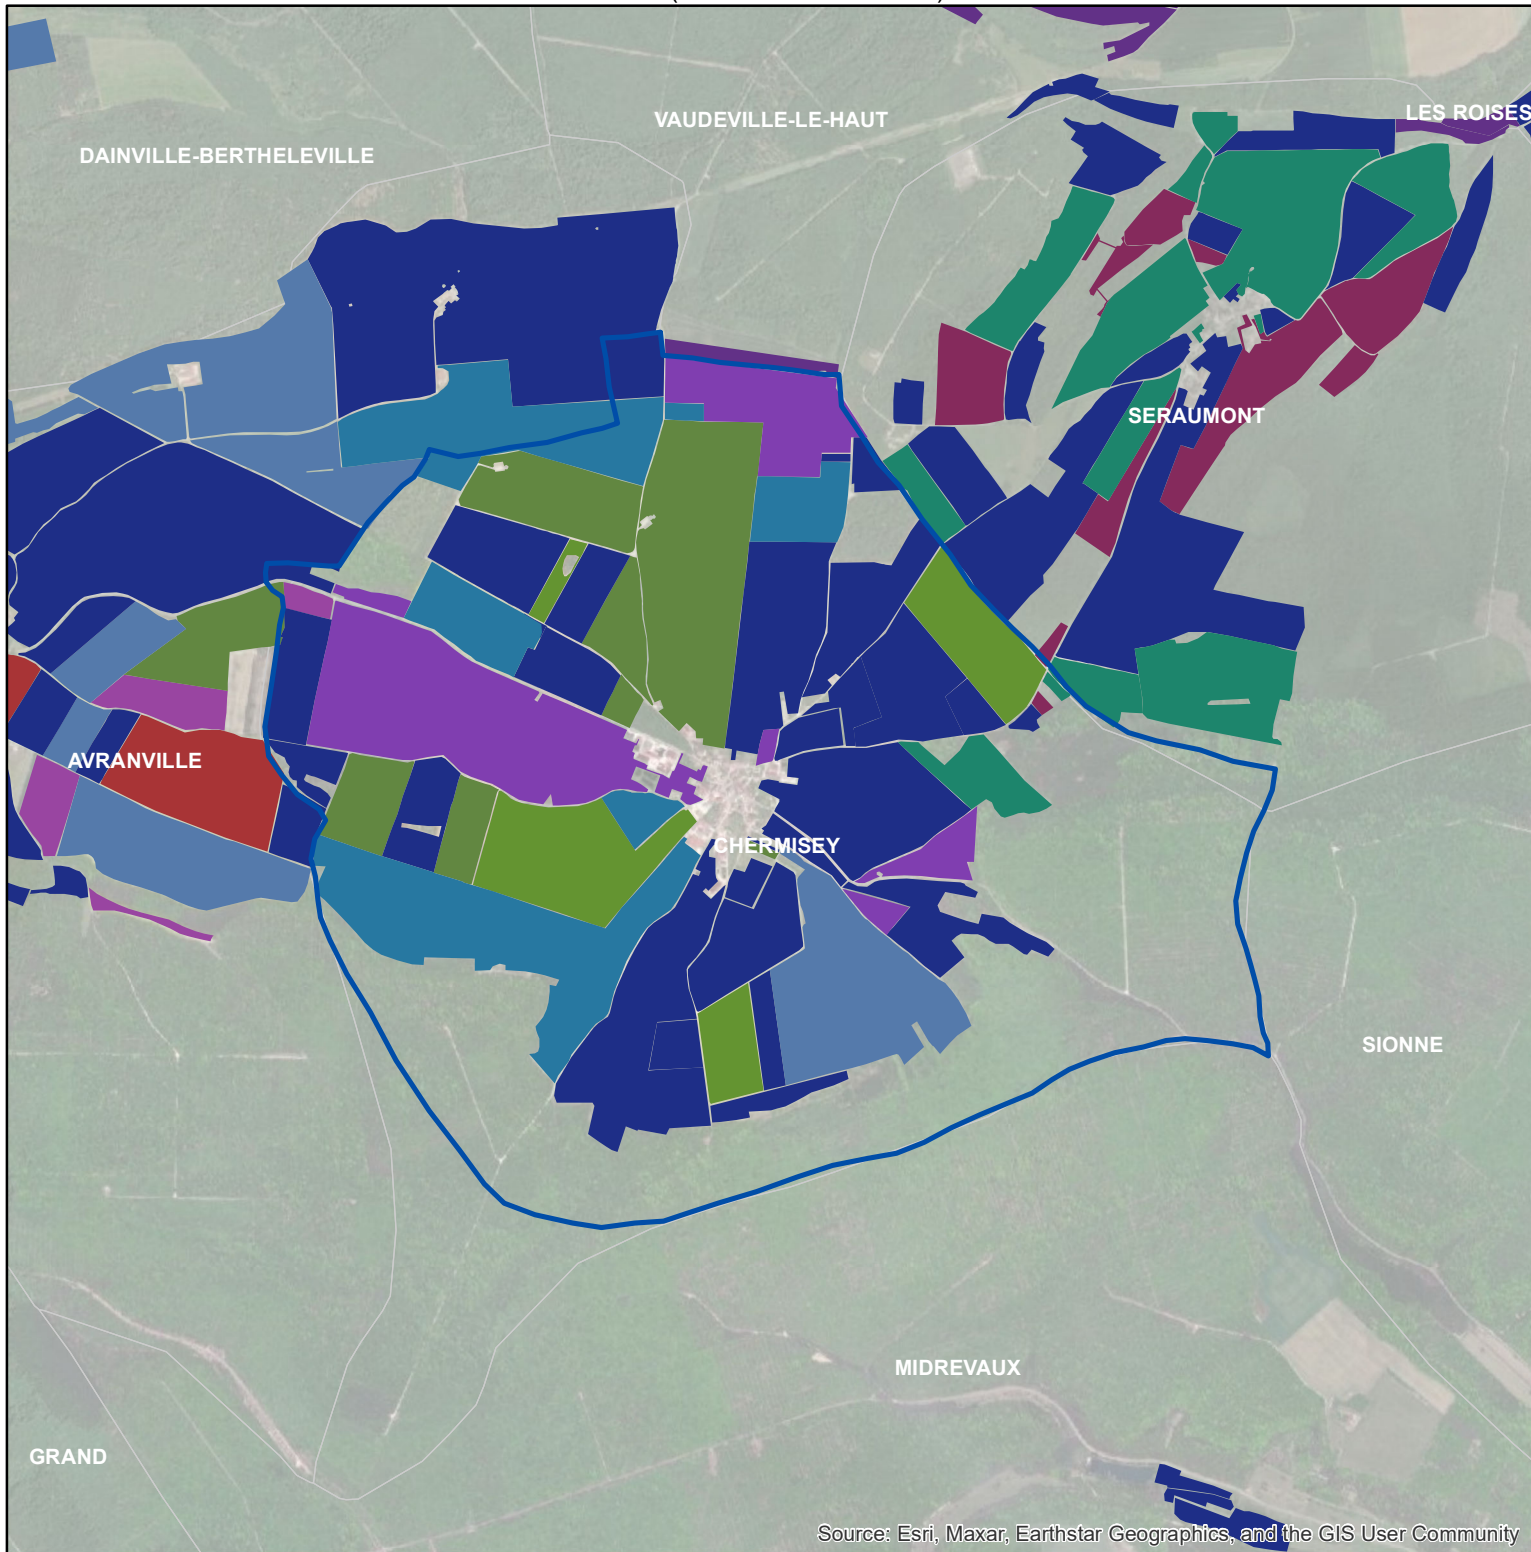 VAUDEVILLE-LE-HAUT
LES ROISES
DAINVILLE-BERTHELEVILLE
SERAUMONT
AVRANVILLE
CHERMISEY
SIONNE
MIDREVAUX
GRAND
Source: Esri, Maxar, Earthstar Geographics, and the GIS User Community